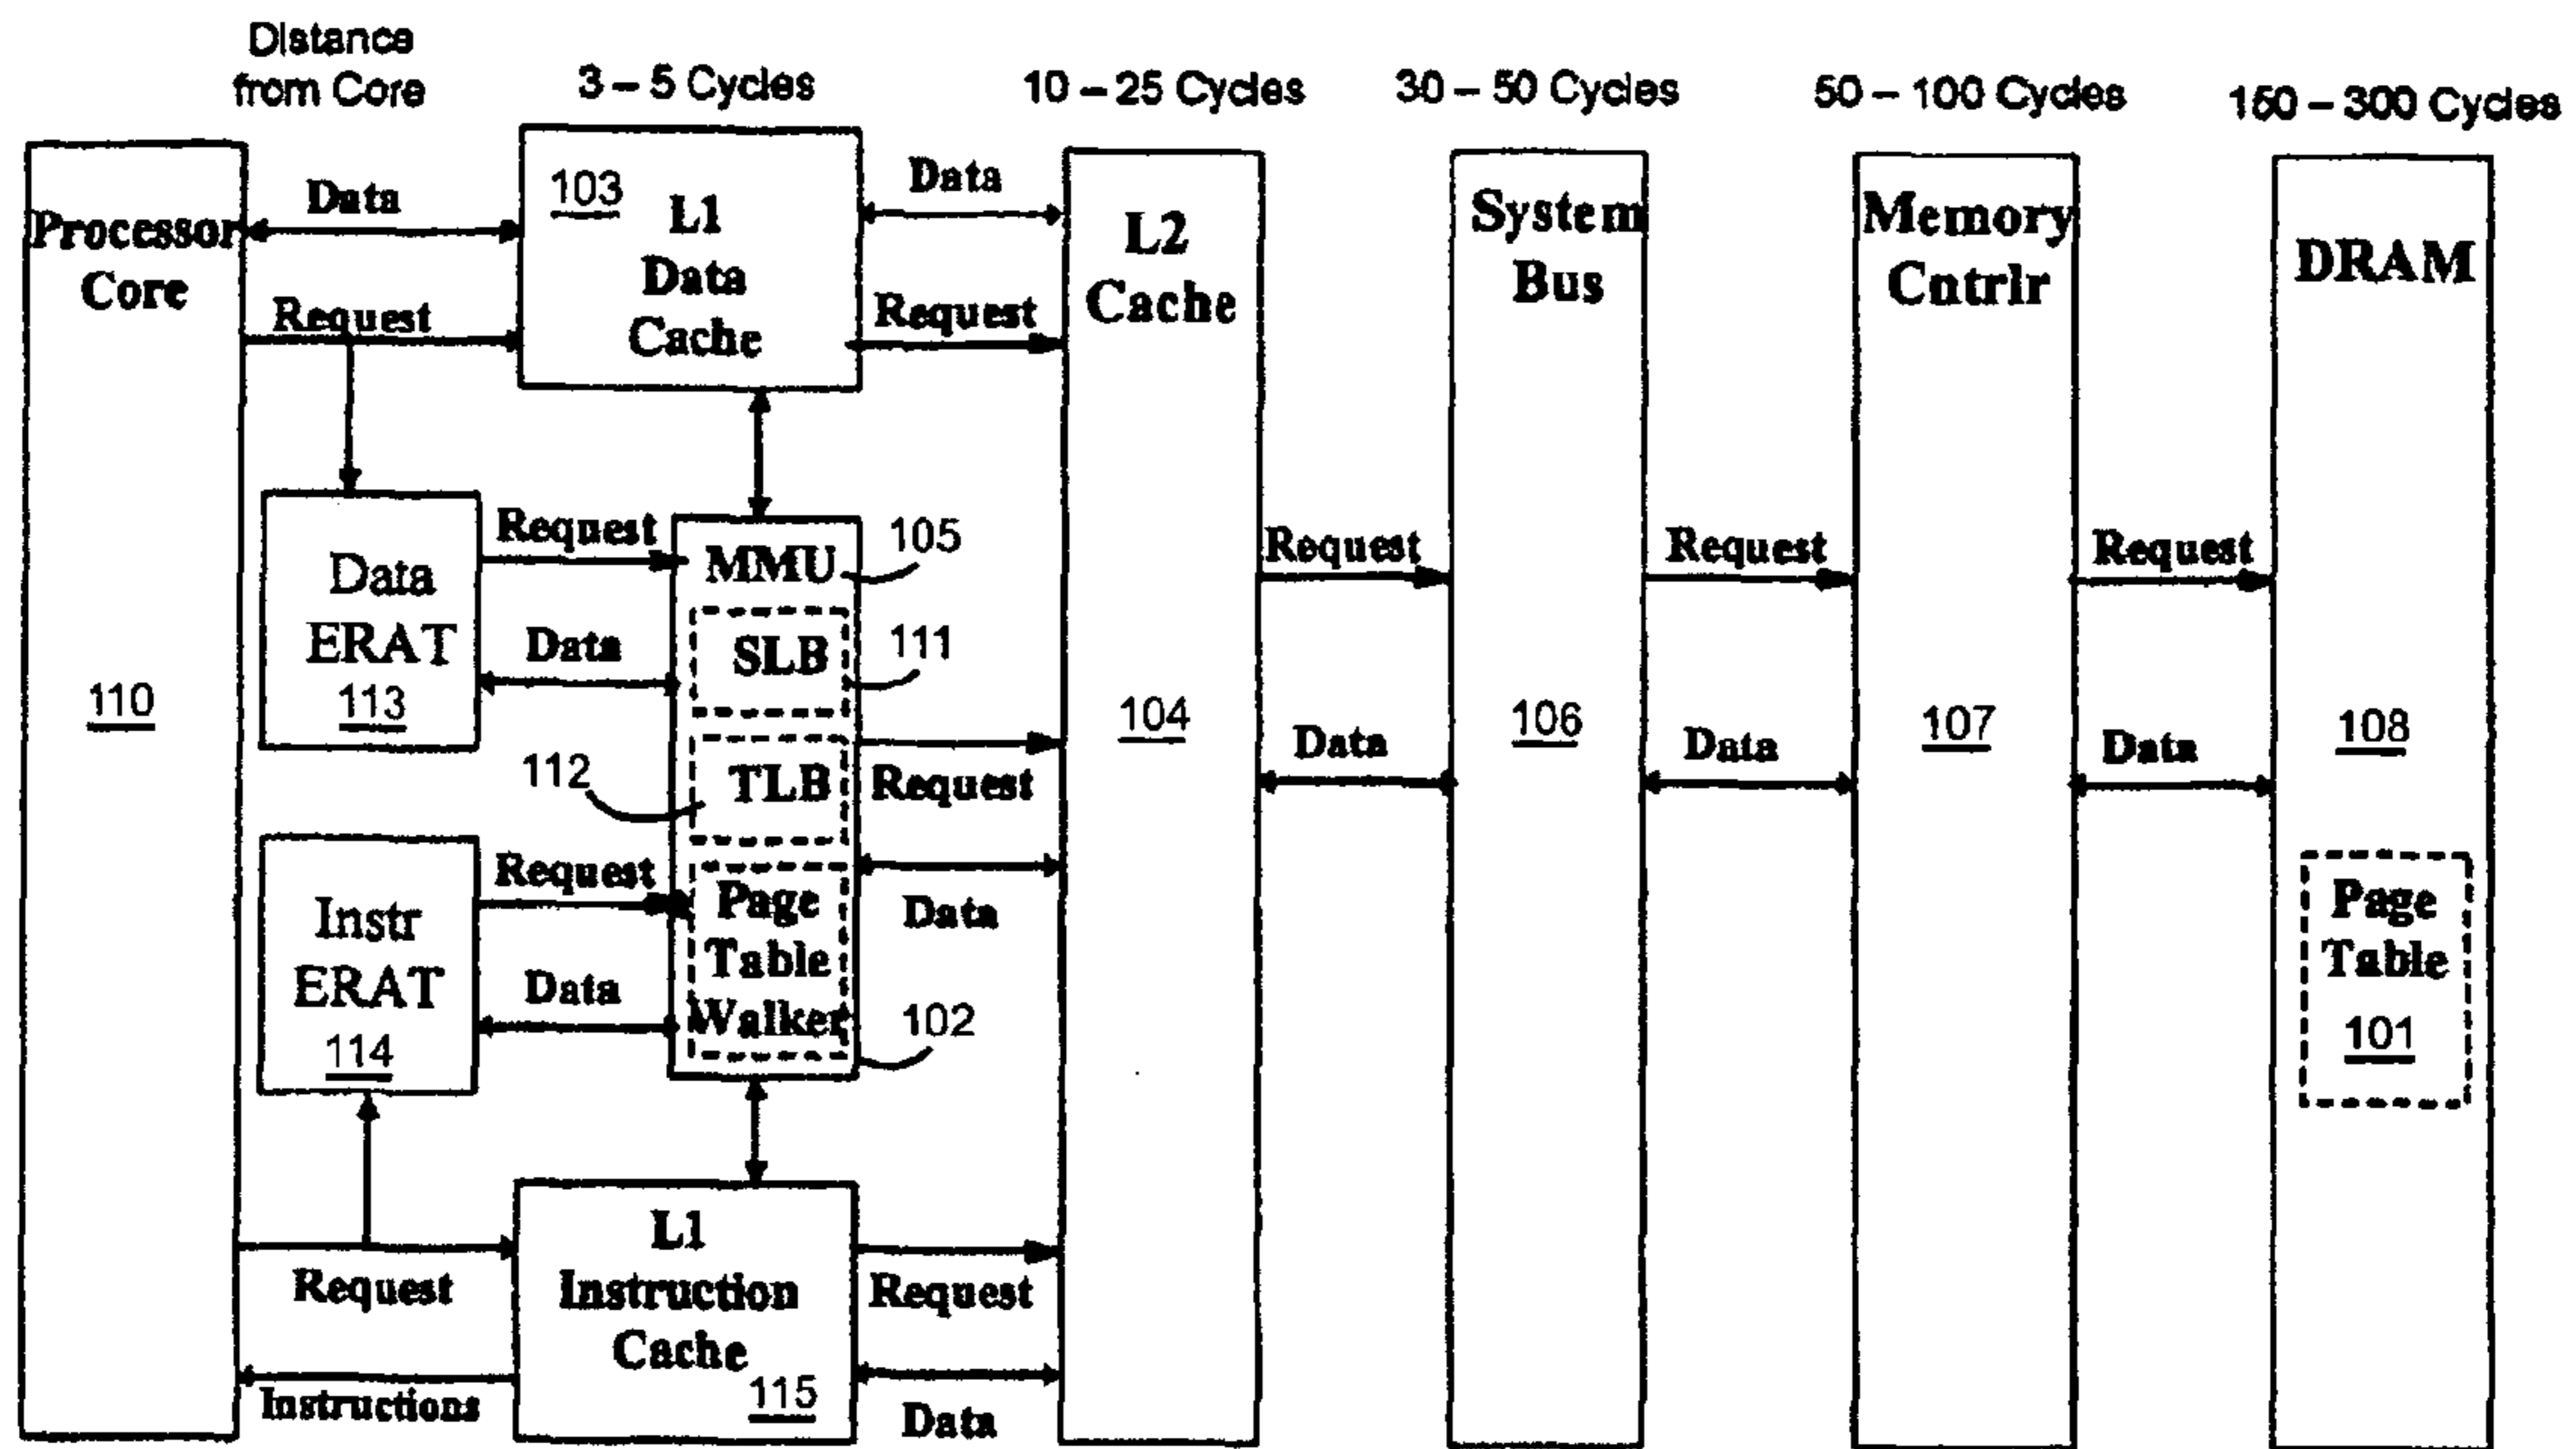 Distance
from Core
3 – 5 Cycles
10 – 25 Cycles
30 – 50 Cycles
50 – 100 Cycles
150 – 300 Cycles
Processor
Core
110
Data
Request
103
L1
Data
Cache
Data
Request
L2
Cache
104
System
Bus
106
Memory
Cntrlr
107
DRAM
108
Page
Table
101
Data
ERAT
113
Request
Data
MMU
105
SLB
111
TLB
112
Page
Table
Walker
102
Request
Data
Request
Data
Request
Data
Request
Data
Instr
ERAT
114
Request
Data
Request
Instructions
L1
Instruction
Cache
115
Request
Data